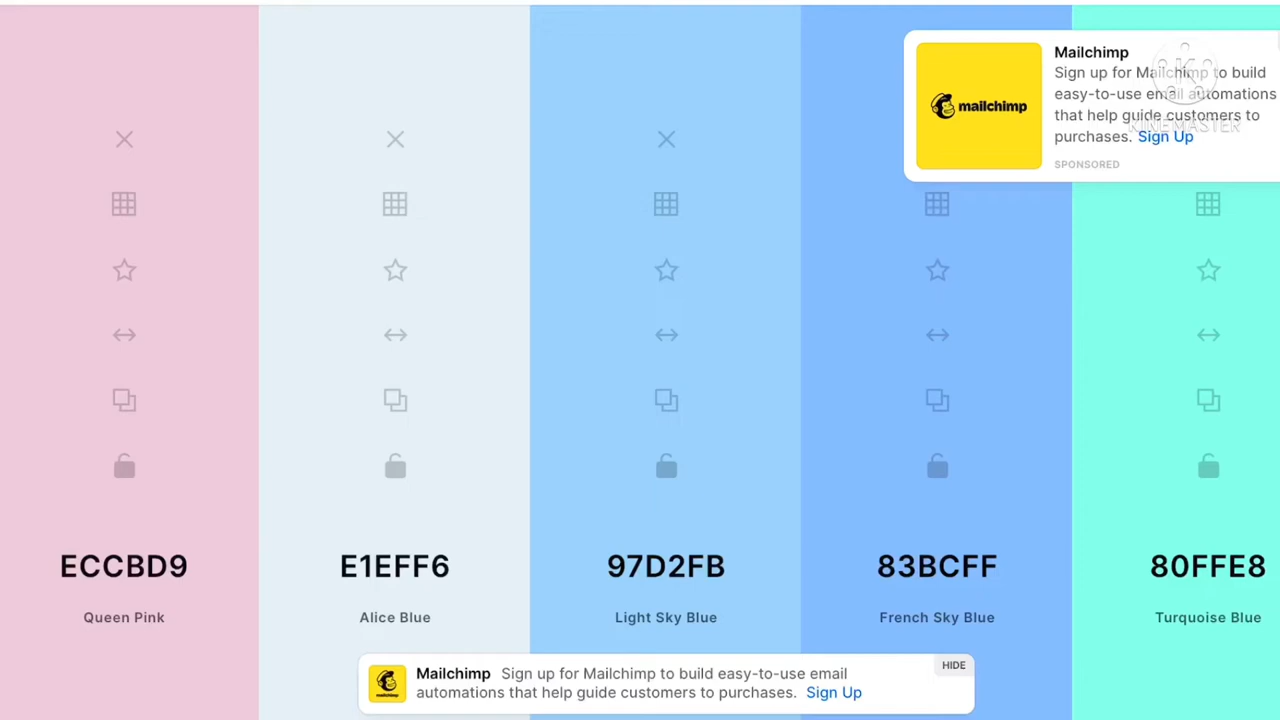 Mailchimp
Sign up for Mailchimp to build
easy-to-use email automations
that help guide customers to
purchases. Sign Up
SPONSORED
mailchimp
KINEMASTER
ECCBD9
E1EFF6
97D2FB
83BCFF
80FFE8
Queen Pink
Alice Blue
Light Sky Blue
French Sky Blue
Turquoise Blue
Mailchimp Sign up for Mailchimp to build easy-to-use email
automations that help guide customers to purchases. Sign Up
HIDE